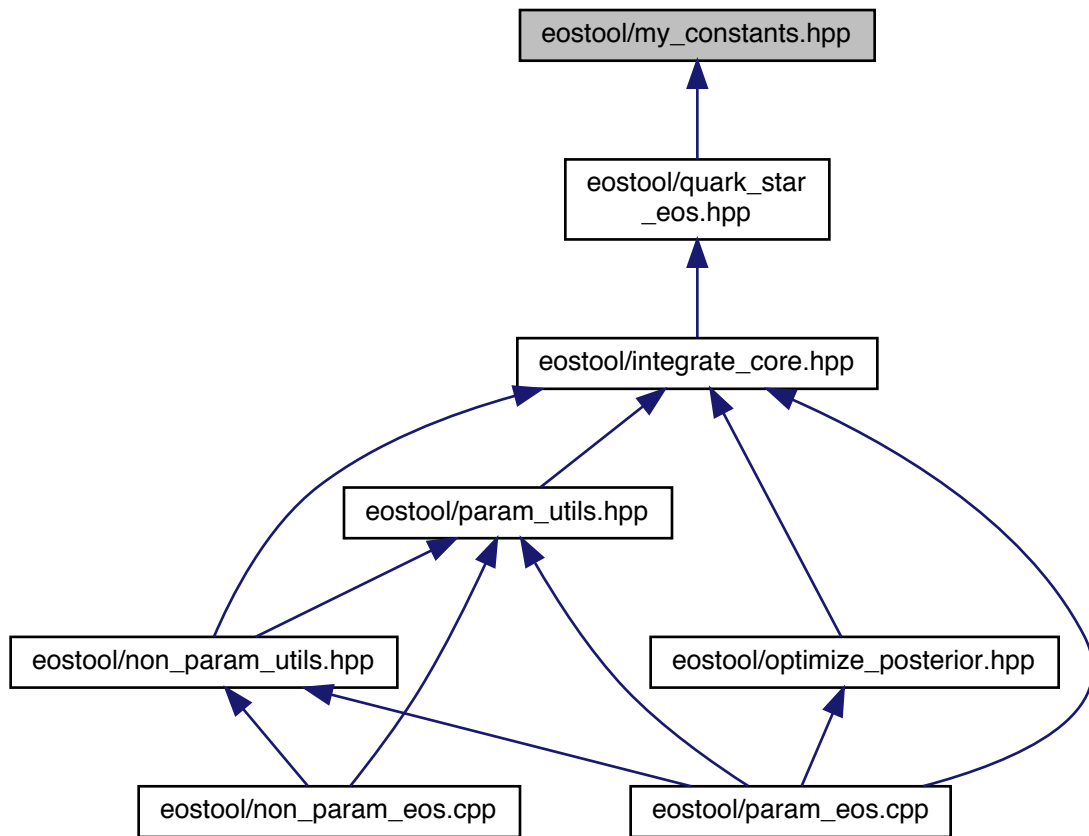 eostool/my_constants.hpp
eostool/quark_star
_eos.hpp
eostool/integrate_core.hpp
eostool/param_utils.hpp
eostool/non_param_utils.hpp
eostool/optimize_posterior.hpp
eostool/non_param_eos.cpp
eostool/param_eos.cpp